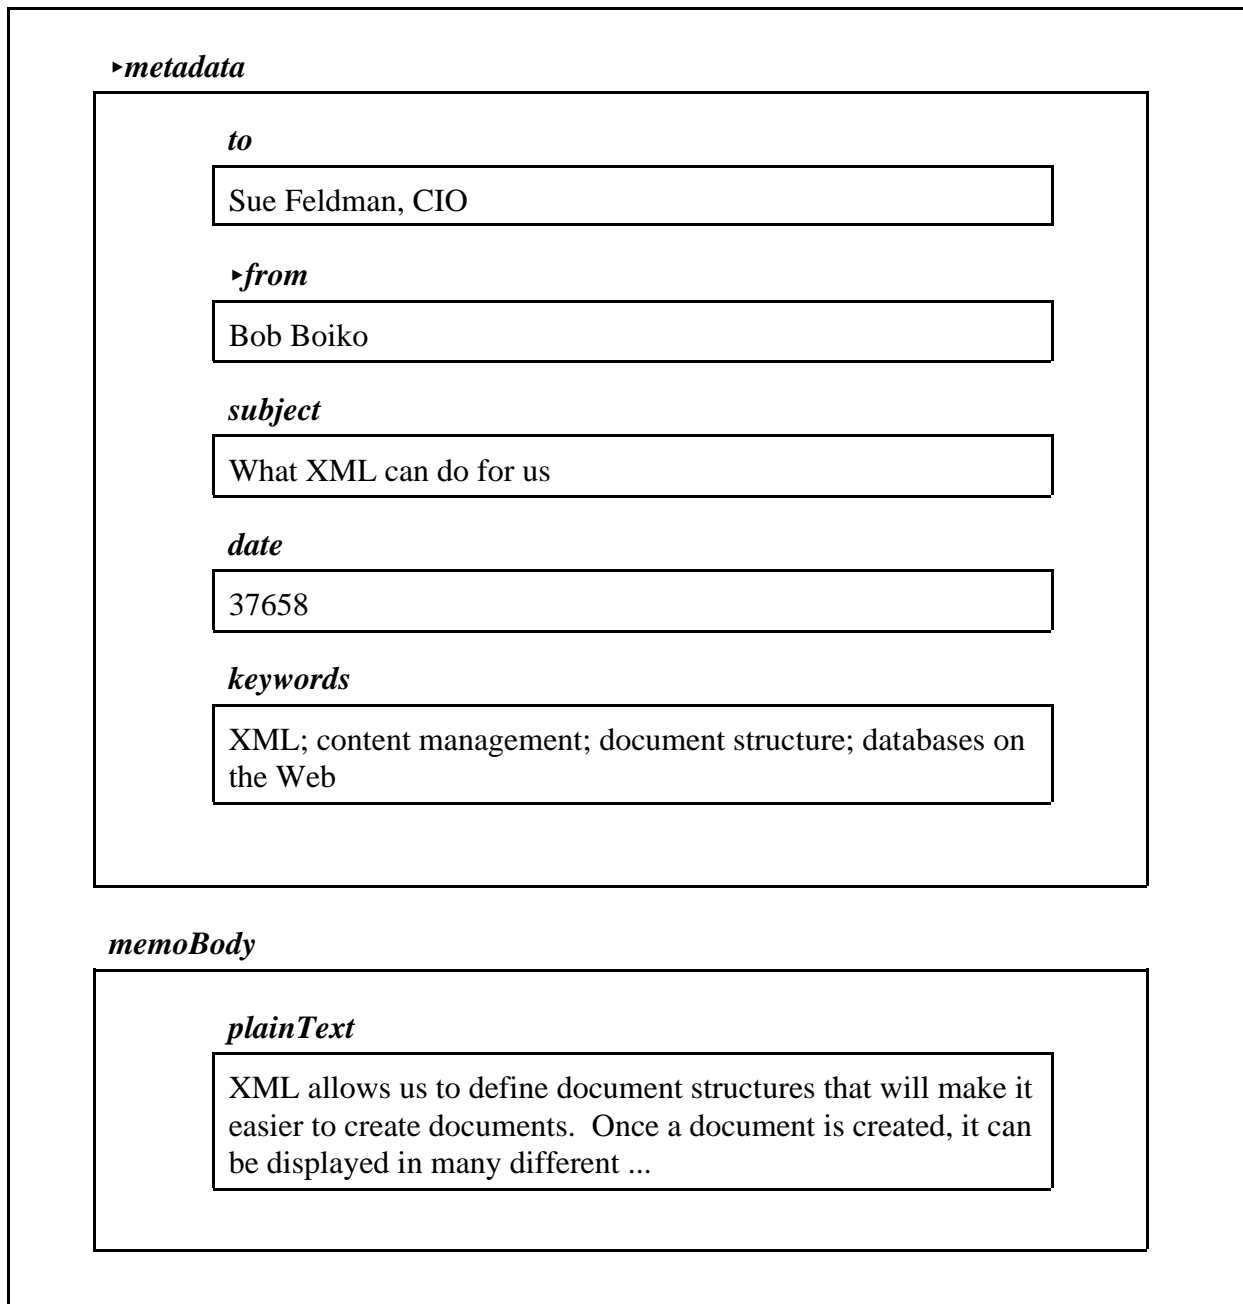 ▸metadata
to
Sue Feldman, CIO
▸from
Bob Boiko
subject
What XML can do for us
date
37658
keywords
XML; content management; document structure; databases on
the Web
memoBody
plainText
XML allows us to define document structures that will make it
easier to create documents.  Once a document is created, it can
be displayed in many different ...